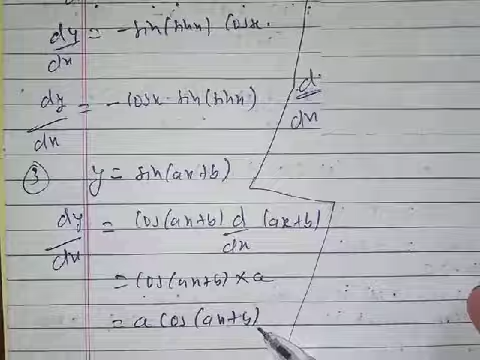 dy/dx = -sin(sinx) cosx.
dy/dx = -cosx. sin(sinx)
d/dx
③ y = sin(ax+b)
dy/dx = cos(ax+b) d/dx (ax+b)
= cos(ax+b) × a
= a cos(ax+b)